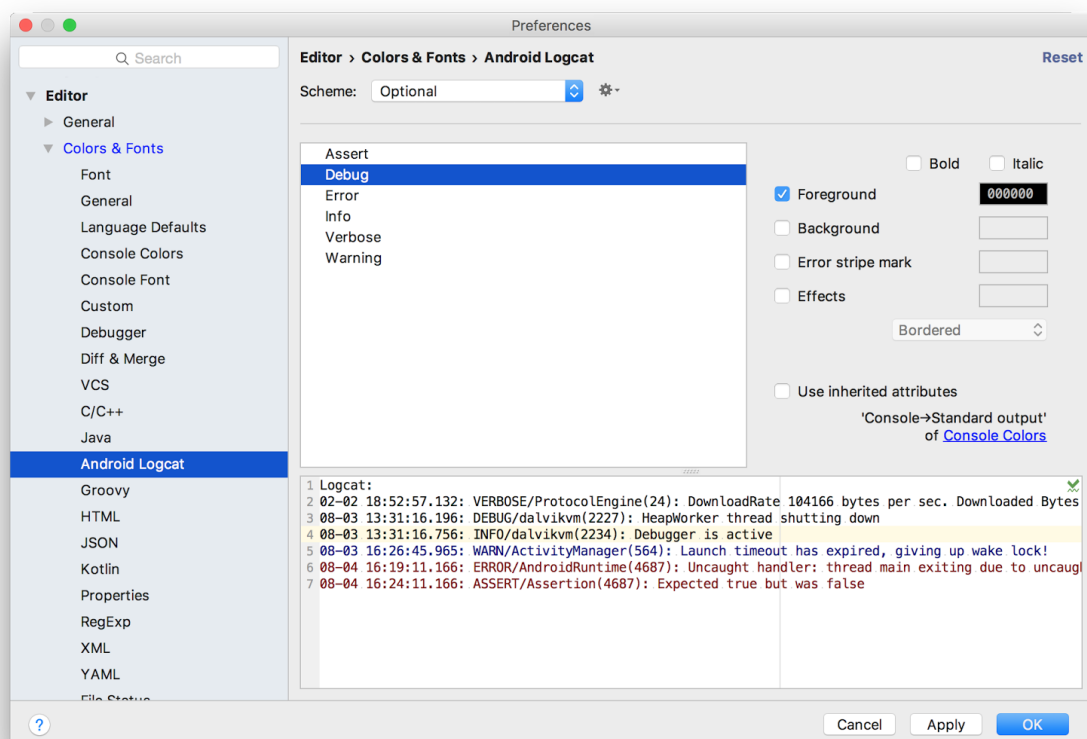 Preferences
Search
Editor
General
Colors & Fonts
Font
General
Language Defaults
Console Colors
Console Font
Custom
Debugger
Diff & Merge
VCS
C/C++
Java
Android Logcat
Groovy
HTML
JSON
Kotlin
Properties
RegExp
XML
YAML
File Status
Editor › Colors & Fonts › Android Logcat
Reset
Scheme: Optional
Assert
Debug
Error
Info
Verbose
Warning
Bold Italic
Foreground 000000
Background
Error stripe mark
Effects
Bordered
Use inherited attributes
'Console→Standard output'
of Console Colors
1 Logcat:
2 02-02 18:52:57.132: VERBOSE/ProtocolEngine(24): DownloadRate 104166 bytes per sec. Downloaded Bytes
3 08-03 13:31:16.196: DEBUG/dalvikvm(2227): HeapWorker thread shutting down
4 08-03 13:31:16.756: INFO/dalvikvm(2234): Debugger is active
5 08-03 16:26:45.965: WARN/ActivityManager(564): Launch timeout has expired, giving up wake lock!
6 08-04 16:19:11.166: ERROR/AndroidRuntime(4687): Uncaught handler: thread main exiting due to uncaugh
7 08-04 16:24:11.166: ASSERT/Assertion(4687): Expected true but was false
?
Cancel Apply OK